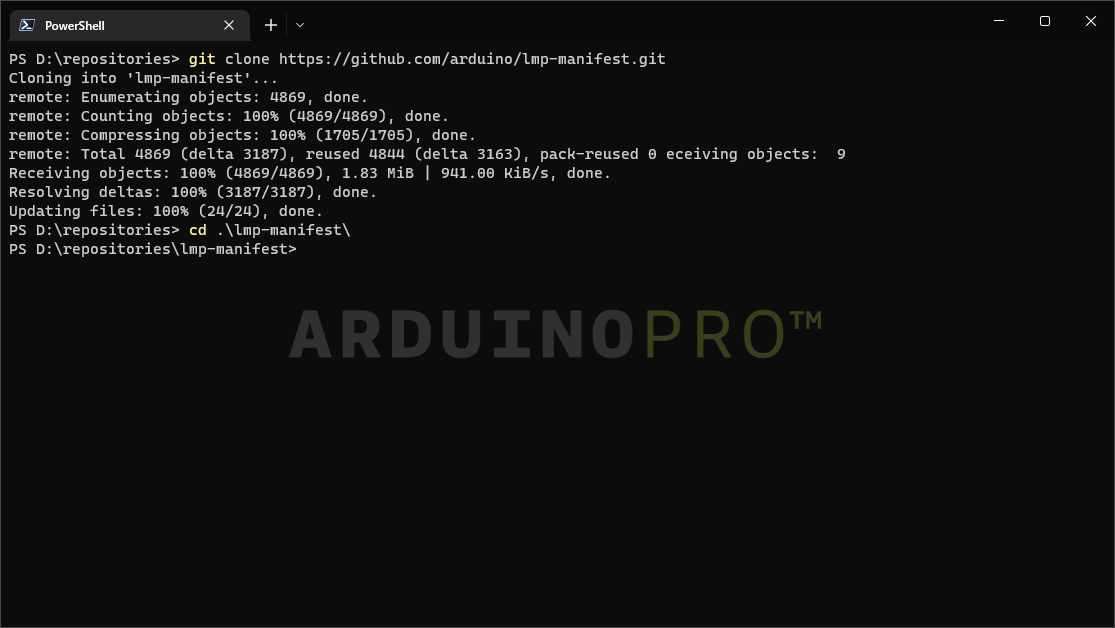 PowerShell
PS D:\repositories> git clone https://github.com/arduino/lmp-manifest.git
Cloning into 'lmp-manifest'...
remote: Enumerating objects: 4869, done.
remote: Counting objects: 100% (4869/4869), done.
remote: Compressing objects: 100% (1705/1705), done.
remote: Total 4869 (delta 3187), reused 4844 (delta 3163), pack-reused 0 eceiving objects:  9
Receiving objects: 100% (4869/4869), 1.83 MiB | 941.00 KiB/s, done.
Resolving deltas: 100% (3187/3187), done.
Updating files: 100% (24/24), done.
PS D:\repositories> cd .\lmp-manifest\
PS D:\repositories\lmp-manifest>
ARDUINOPRO™